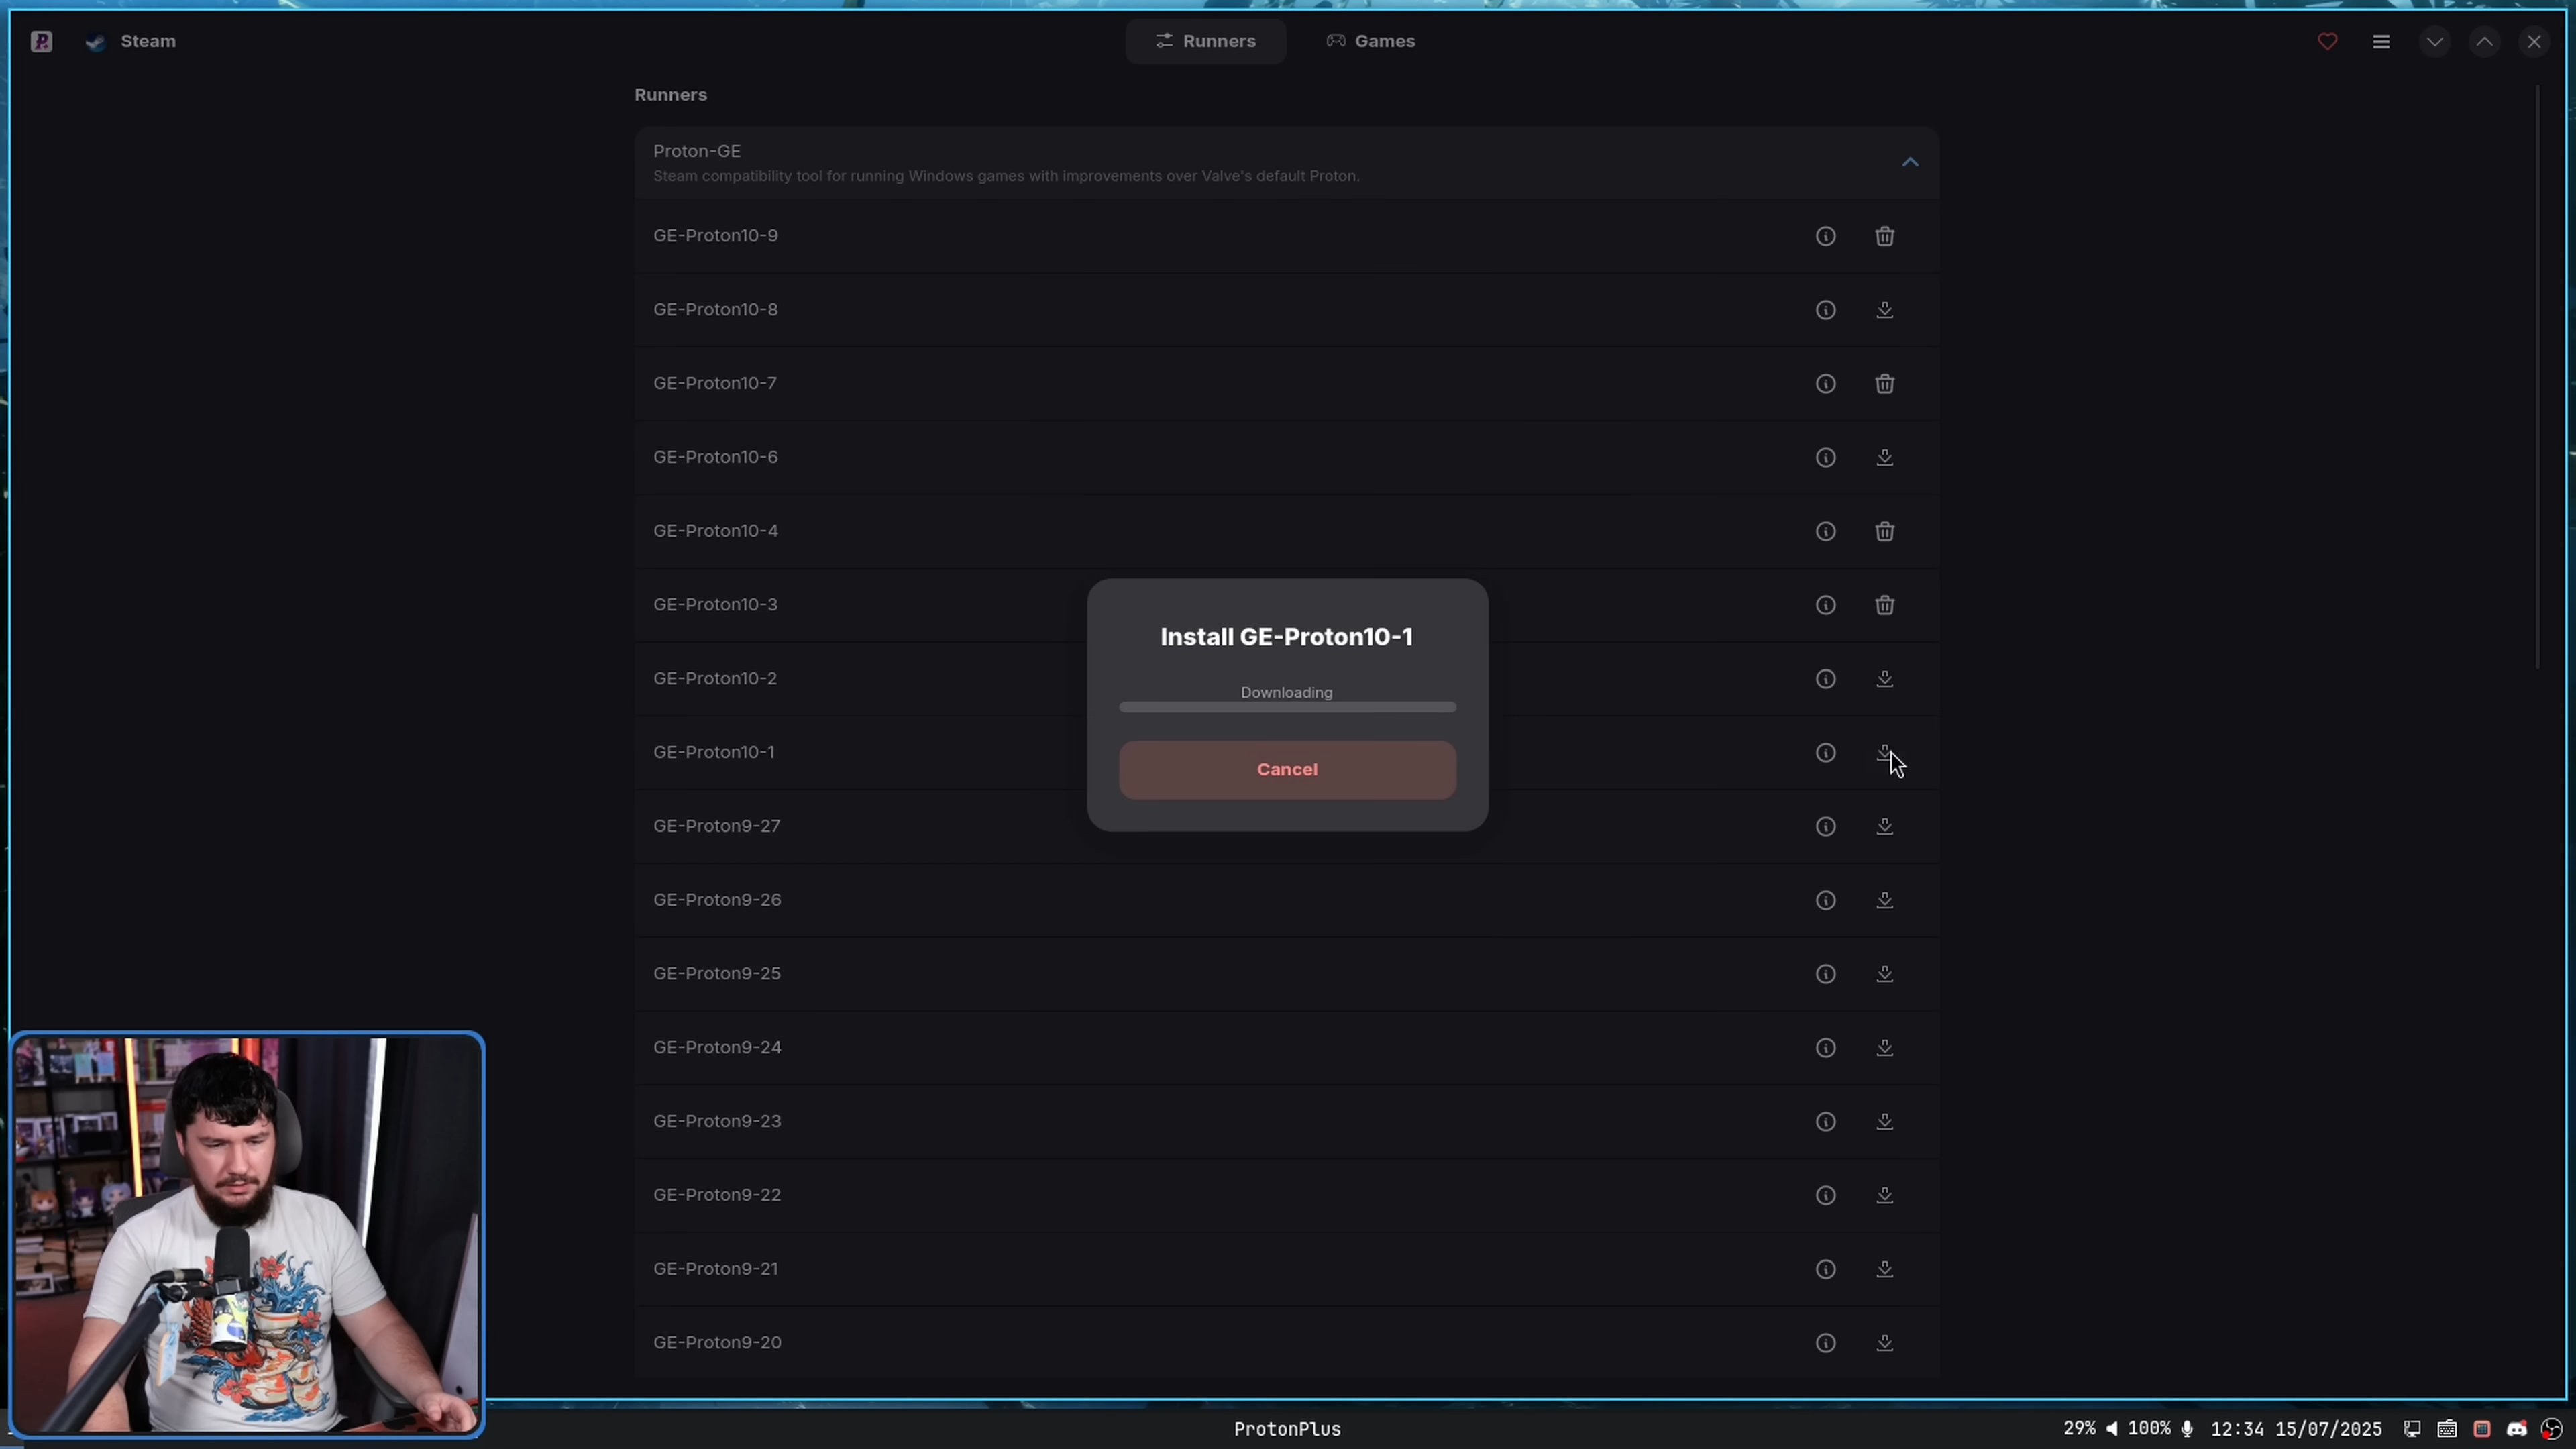 Steam
Runners
Games
Runners
Proton-GE
Steam compatibility tool for running Windows games with improvements over Valve's default Proton.
GE-Proton10-9
GE-Proton10-8
GE-Proton10-7
GE-Proton10-6
GE-Proton10-4
GE-Proton10-3
GE-Proton10-2
GE-Proton10-1
GE-Proton9-27
GE-Proton9-26
GE-Proton9-25
GE-Proton9-24
GE-Proton9-23
GE-Proton9-22
GE-Proton9-21
GE-Proton9-20
Install GE-Proton10-1
Downloading
Cancel
ProtonPlus
29% 100% 12:34 15/07/2025